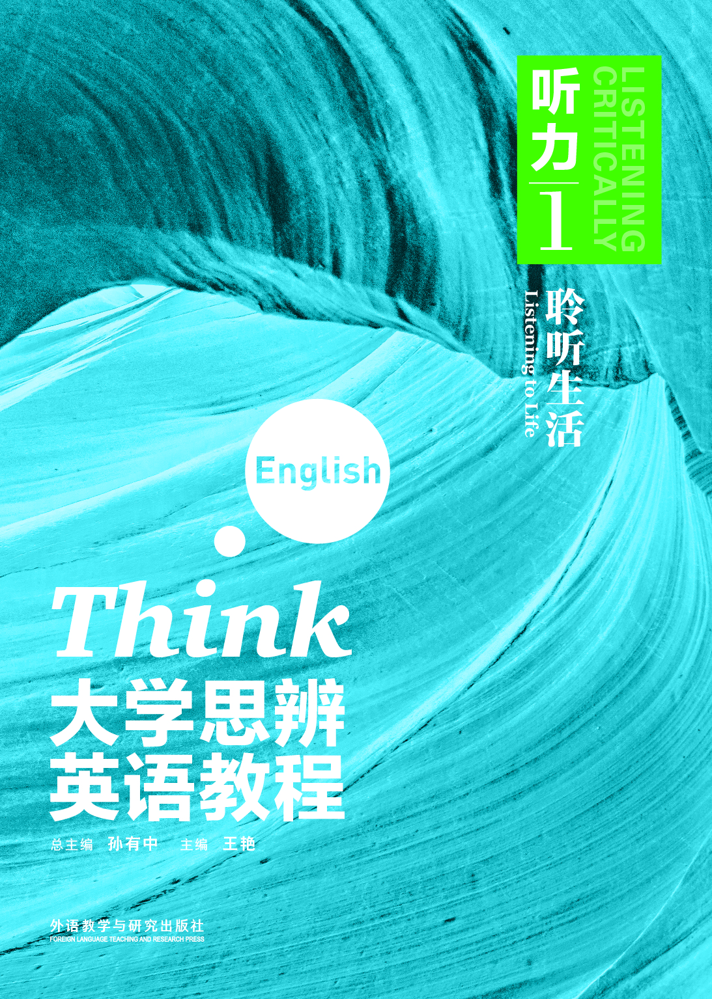 听力
1
LISTENING
CRITICALLY
聆听生活
Listening to Life
English
Think
大学思辨
英语教程
总主编 孙有中 主编 王艳
外语教学与研究出版社
FOREIGN LANGUAGE TEACHING AND RESEARCH PRESS